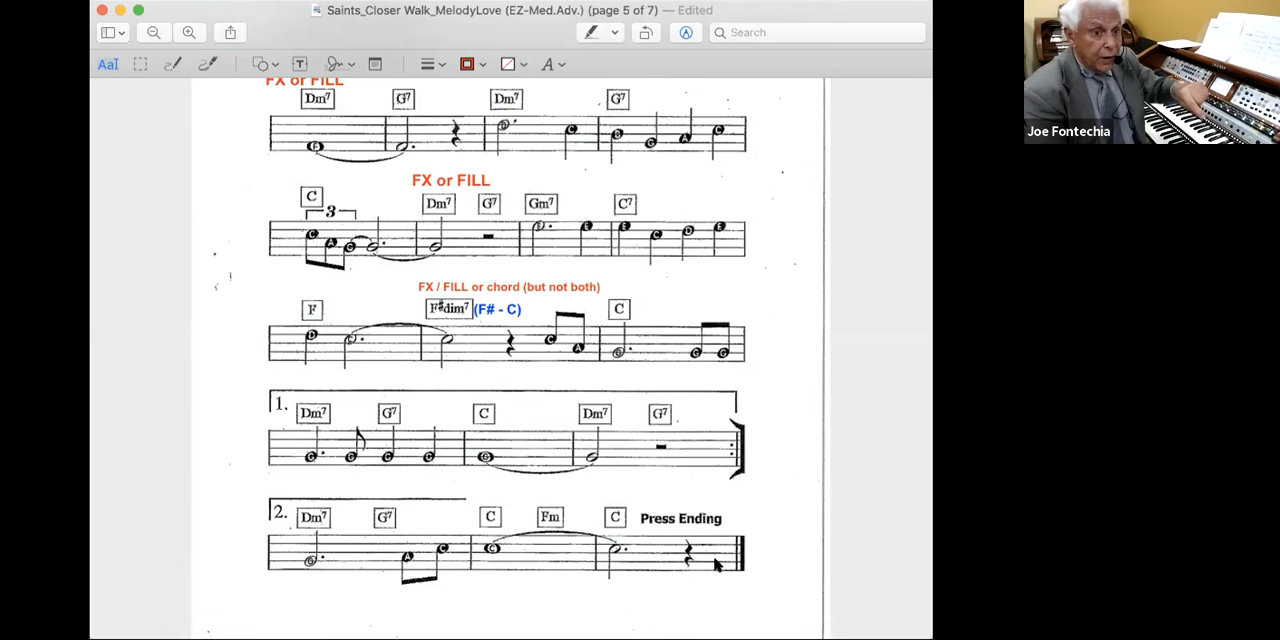 Saints_Closer Walk_MelodyLove (EZ-Med.Adv.) (page 5 of 7) — Edited
Search
AaI
T
A
FX or FILL
Dm7 G7 Dm7 G7
F D C B G A C
FX or FILL
C Dm7 G7 Gm7 C7
3
C A G E E E C D E
FX / FILL or chord (but not both)
F F#dim7 (F# - C) C
D C C A G G G
1. Dm7 G7 C Dm7 G7
G G G G G
2. Dm7 G7 C Fm C Press Ending
G A C C
Joe Fontechia